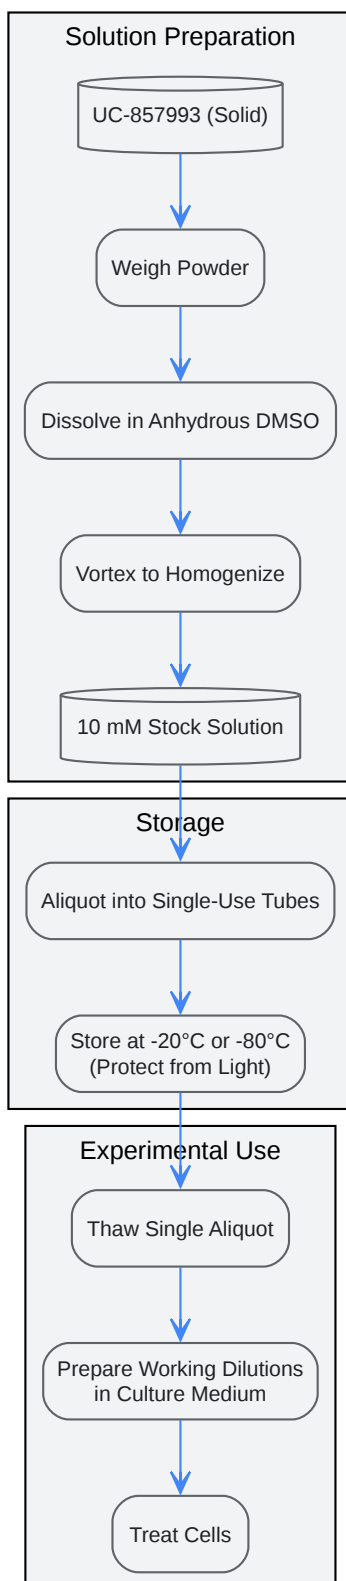 Solution Preparation
UC-857993 (Solid)
Weigh Powder
Dissolve in Anhydrous DMSO
Vortex to Homogenize
10 mM Stock Solution
Storage
Aliquot into Single-Use Tubes
Store at -20°C or -80°C
(Protect from Light)
Experimental Use
Thaw Single Aliquot
Prepare Working Dilutions
in Culture Medium
Treat Cells